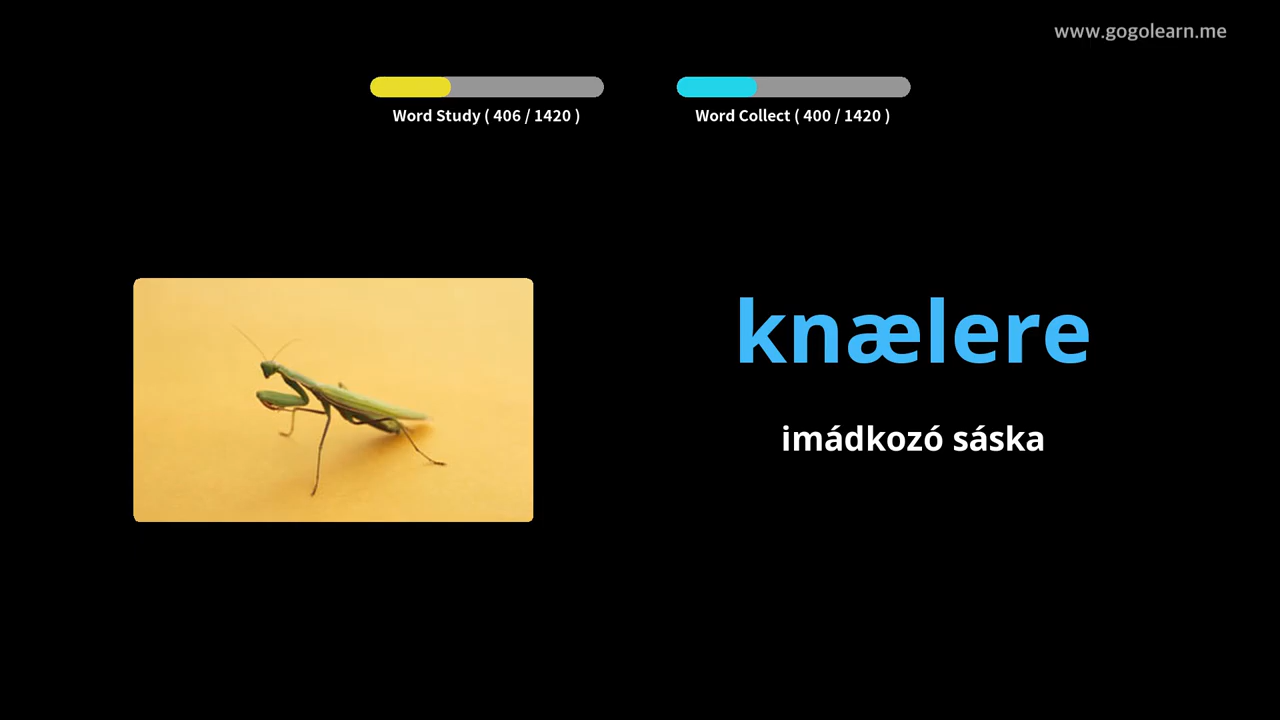 www.gogolearn.me
Word Study ( 406 / 1420 )
Word Collect ( 400 / 1420 )
knælere
imádkozó sáska